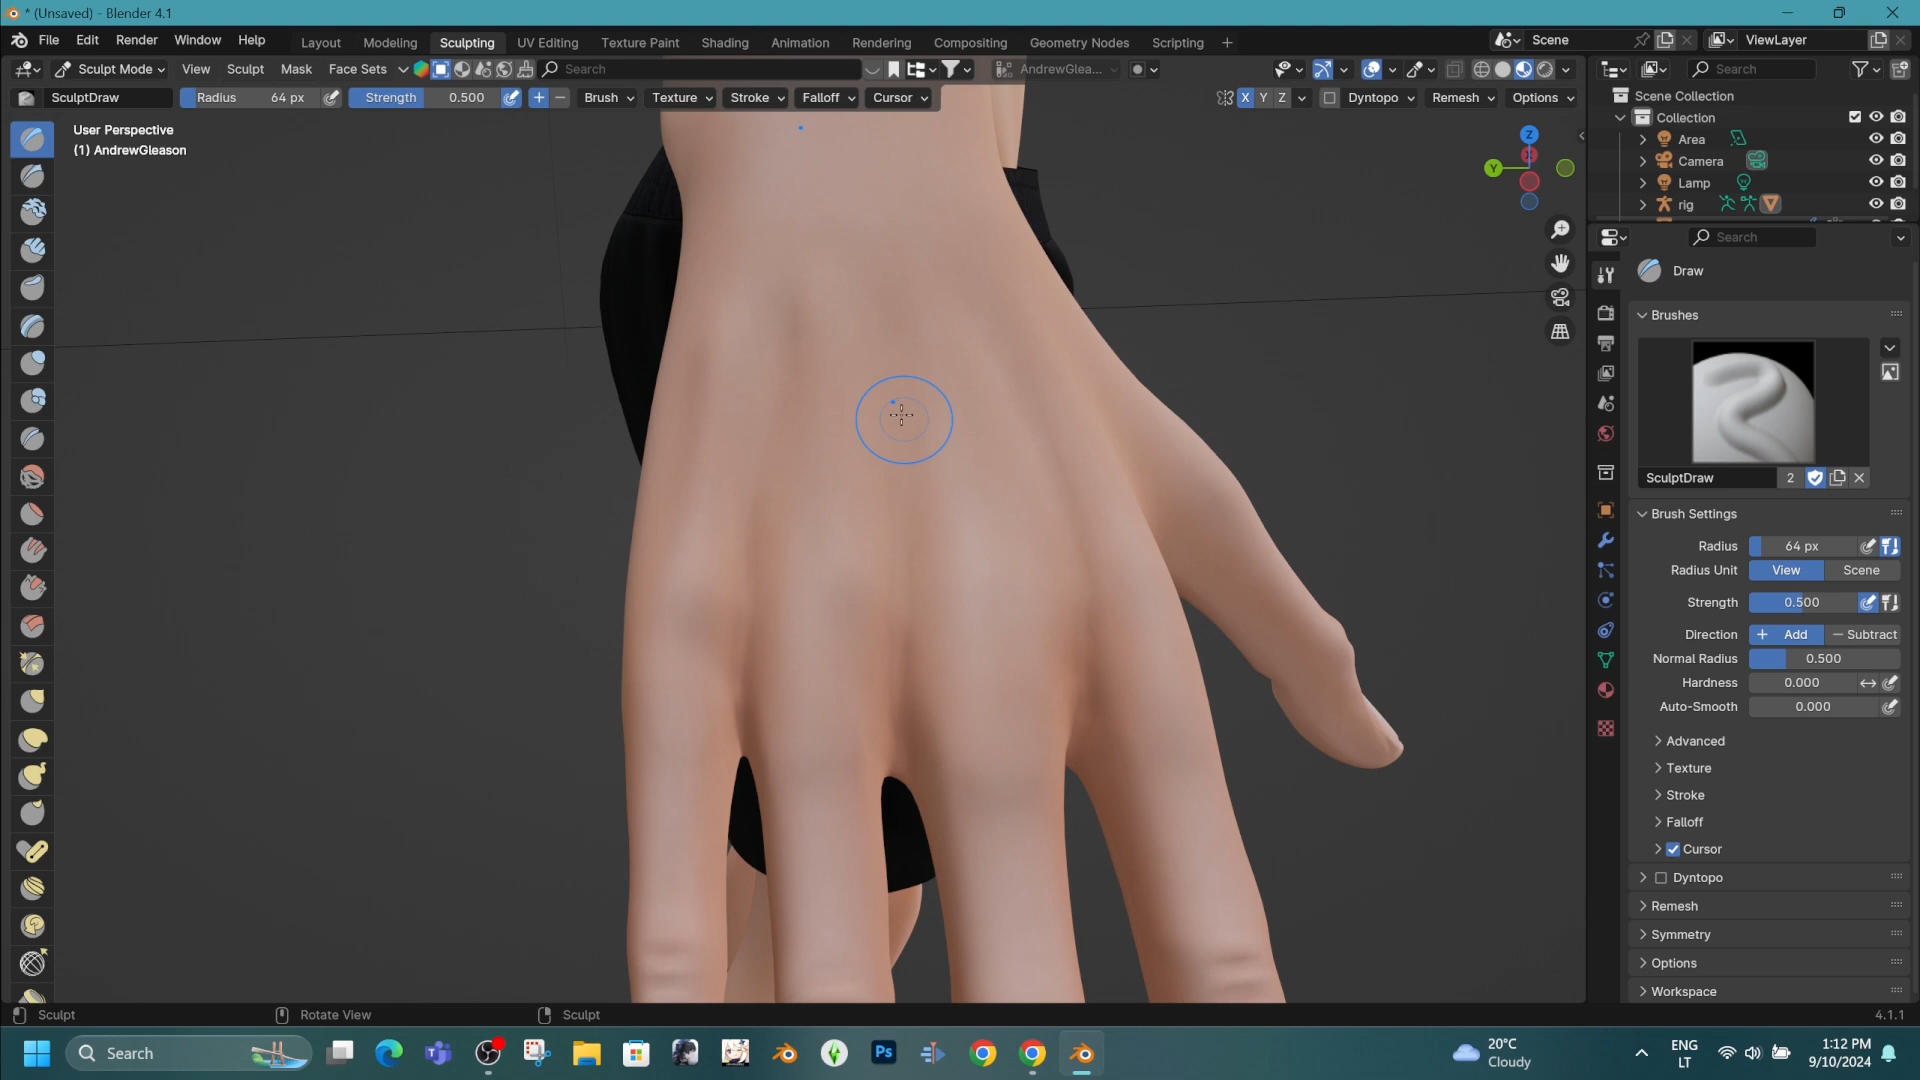 * (Unsaved) - Blender 4.1
File Edit Render Window Help Layout Modeling Sculpting UV Editing Texture Paint Shading Animation Rendering Compositing Geometry Nodes Scripting + Scene ViewLayer
Sculpt Mode View Sculpt Mask Face Sets Search AndrewGlea... Search
SculptDraw Radius 64 px Strength 0.500 Brush Texture Stroke Falloff Cursor X Y Z Dyntopo Remesh Options
Scene Collection
Collection
Area
Camera
Lamp
rig
User Perspective
(1) AndrewGleason
Z
Y
Search
Draw
Brushes
SculptDraw 2
Brush Settings
Radius 64 px
Radius Unit View Scene
Strength 0.500
Direction + Add − Subtract
Normal Radius 0.500
Hardness 0.000
Auto-Smooth 0.000
Advanced
Texture
Stroke
Falloff
Cursor
Dyntopo
Remesh
Symmetry
Options
Workspace
Sculpt Rotate View Sculpt 4.1.1
Search Ps 20°C Cloudy ENG LT 1:12 PM 9/10/2024